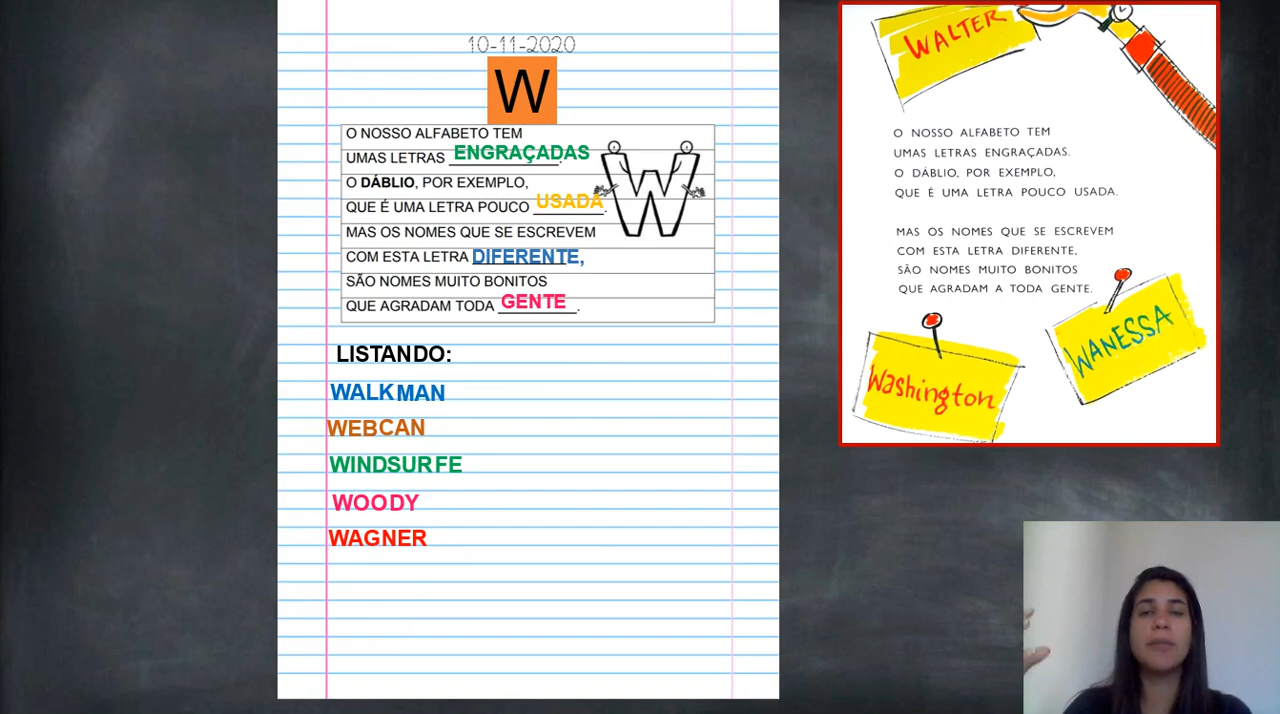 10-11-2020
W
O NOSSO ALFABETO TEM
UMAS LETRAS ENGRAÇADAS.
O DÁBLIO, POR EXEMPLO,
QUE É UMA LETRA POUCO USADA.
MAS OS NOMES QUE SE ESCREVEM
COM ESTA LETRA DIFERENTE,
SÃO NOMES MUITO BONITOS
QUE AGRADAM TODA GENTE.
W
LISTANDO:
WALKMAN
WEBCAN
WINDSURFE
WOODY
WAGNER
WALTER
O NOSSO ALFABETO TEM
UMAS LETRAS ENGRAÇADAS.
O DÁBLIO, POR EXEMPLO,
QUE É UMA LETRA POUCO USADA.
MAS OS NOMES QUE SE ESCREVEM
COM ESTA LETRA DIFERENTE,
SÃO NOMES MUITO BONITOS
QUE AGRADAM A TODA GENTE.
Washington
WANESSA